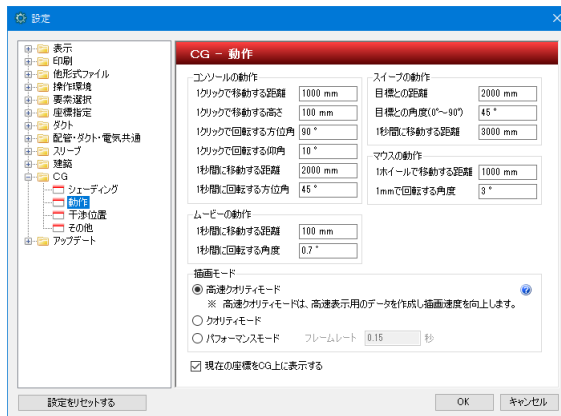 設定
表示
印刷
他形式ファイル
操作環境
要素選択
座標指定
ダクト
配管・ダクト・電気共通
スリーブ
建築
CG
シェーディング
動作
干渉位置
その他
アップデート
CG - 動作
コンソールの動作
1クリックで移動する距離 1000 mm
1クリックで移動する高さ 100 mm
1クリックで回転する方位角 90 °
1クリックで回転する仰角 10 °
1秒間に移動する距離 2000 mm
1秒間に回転する方位角 45 °
スイープの動作
目標との距離 2000 mm
目標との角度(0°~90°) 45 °
1秒間に移動する距離 3000 mm
マウスの動作
1ホイールで移動する距離 1000 mm
1mmで回転する角度 3 °
ムービーの動作
1秒間に移動する距離 100 mm
1秒間に回転する角度 0.7 °
描画モード
高速クオリティモード
※ 高速クオリティモードは、高速表示用のデータを作成し描画速度を向上します。
クオリティモード
パフォーマンスモード フレームレート 0.15 秒
現在の座標をCG上に表示する
設定をリセットする OK キャンセル